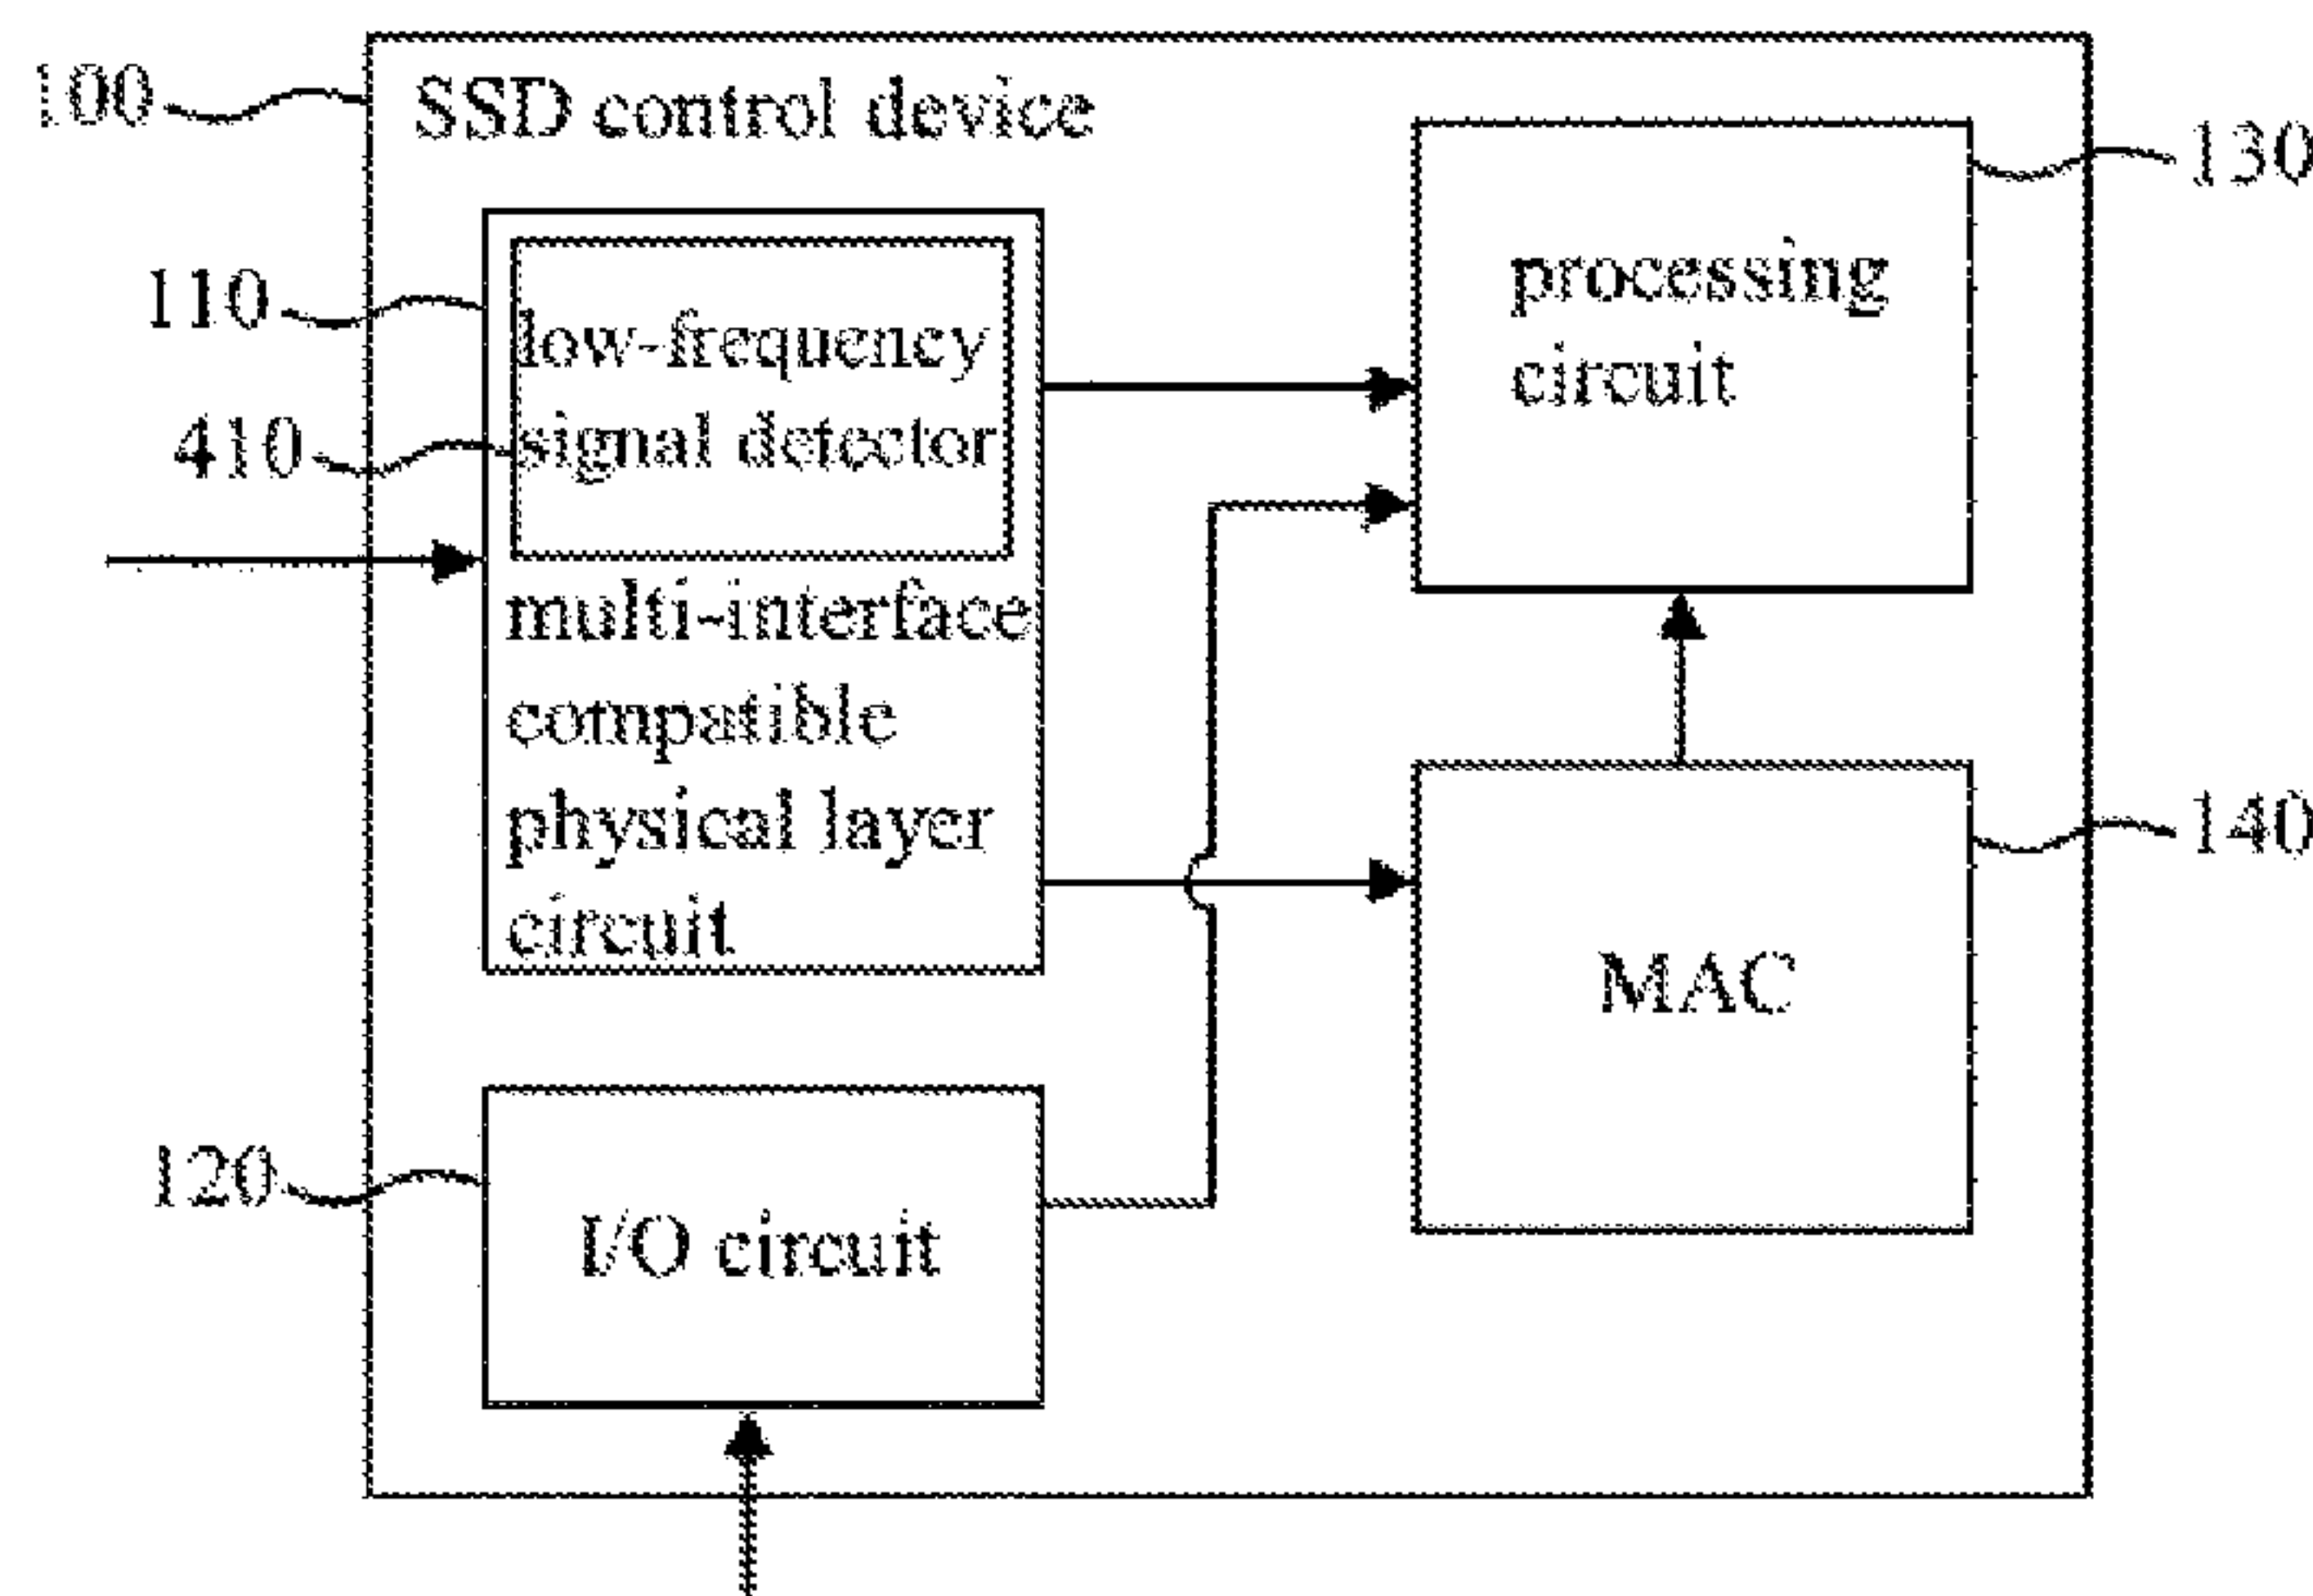 100
SSD control device
130
processing
circuit
110
low-frequency
signal detector
410
multi-interface
compatible
physical layer
circuit
140
MAC
120
I/O circuit